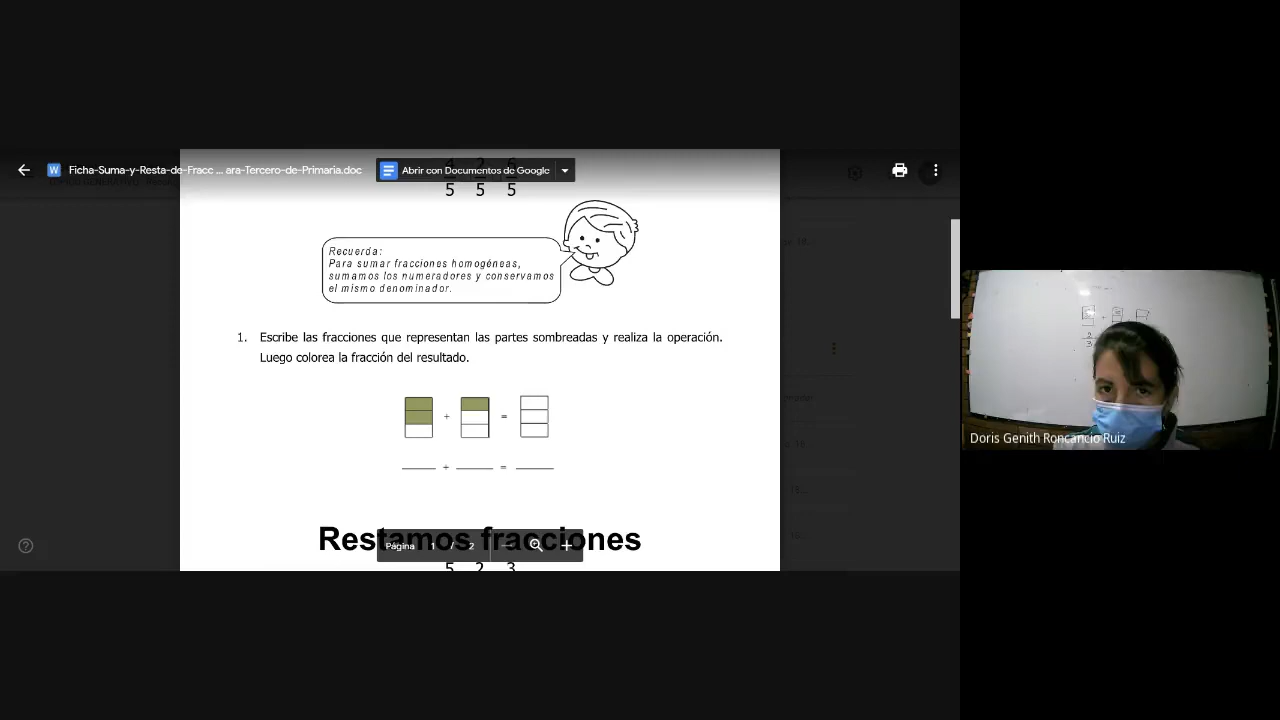 Ficha-Suma-y-Resta-de-Fracc ... ara-Tercero-de-Primaria.doc
Abrir con Documentos de Google
5 5 5
Recuerda:
Para sumar fracciones homogéneas,
sumamos los numeradores y conservamos
el mismo denominador.
1. Escribe las fracciones que representan las partes sombreadas y realiza la operación.
Luego colorea la fracción del resultado.
+ =
+ =
Restamos fracciones
Página 1 / 2
5 2 3
2
3
+
Doris Genith Roncancio Ruiz